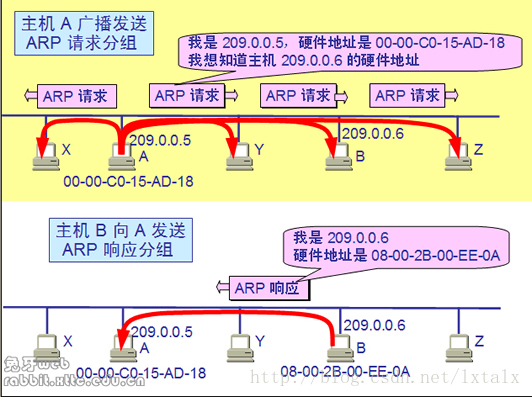 主机 A 广播发送
ARP 请求分组
我是 209.0.0.5，硬件地址是 00-00-C0-15-AD-18
我想知道主机 209.0.0.6 的硬件地址
ARP 请求
ARP 请求
ARP 请求
ARP 请求
209.0.0.5
209.0.0.6
X
A
Y
B
Z
00-00-C0-15-AD-18
主机 B 向 A 发送
ARP 响应分组
我是 209.0.0.6
硬件地址是 08-00-2B-00-EE-0A
ARP 响应
209.0.0.5
209.0.0.6
X
A
Y
B
Z
00-00-C0-15-AD-18
08-00-2B-00-EE-0A
兔牙web
rabbit.xttc.edu.cn
http://blog.csdn.net/lxtalx